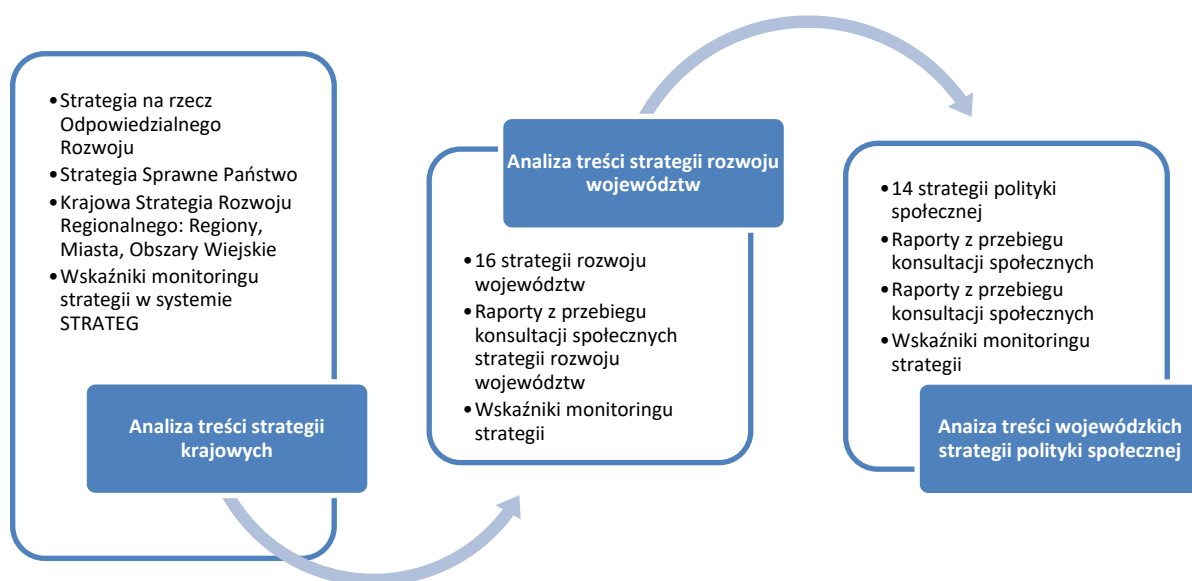 •Strategia na rzecz
Odpowiedzialnego
Rozwoju
•Strategia Sprawne Państwo
•Krajowa Strategia Rozwoju
Regionalnego: Regiony,
Miasta, Obszary Wiejskie
•Wskaźniki monitoringu
strategii w systemie
STRATEG
Analiza treści strategii
krajowych
Analiza treści strategii rozwoju
województw
•16 strategii rozwoju
województw
•Raporty z przebiegu
konsultacji społecznych
strategii rozwoju
województw
•Wskaźniki monitoringu
strategii
•14 strategii polityki
społecznej
•Raporty z przebiegu
konsultacji społecznych
•Raporty z przebiegu
konsultacji społecznych
•Wskaźniki monitoringu
strategii
Anaiza treści wojewódzkich
strategii polityki społecznej